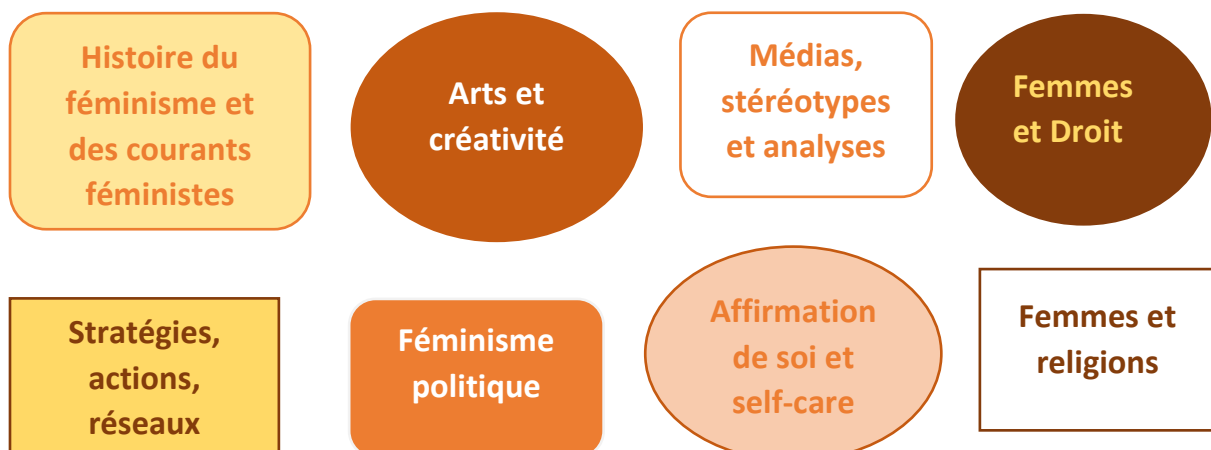 Histoire du
féminisme et
des courants
féministes
Arts et
créativité
Médias,
stéréotypes
et analyses
Femmes
et Droit
Stratégies,
actions,
réseaux
Féminisme
politique
Affirmation
de soi et
self-care
Femmes et
religions